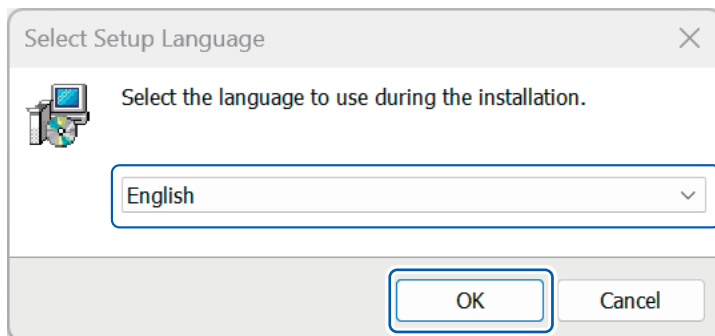 Select Setup Language
Select the language to use during the installation.
English
OK
Cancel